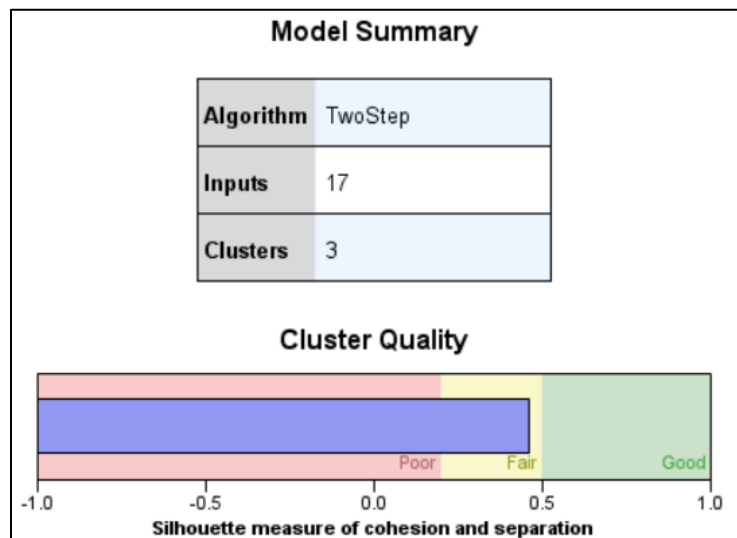 Model Summary
Algorithm TwoStep
Inputs 17
Clusters 3
Cluster Quality
Poor Fair Good
-1.0 -0.5 0.0 0.5 1.0
Silhouette measure of cohesion and separation